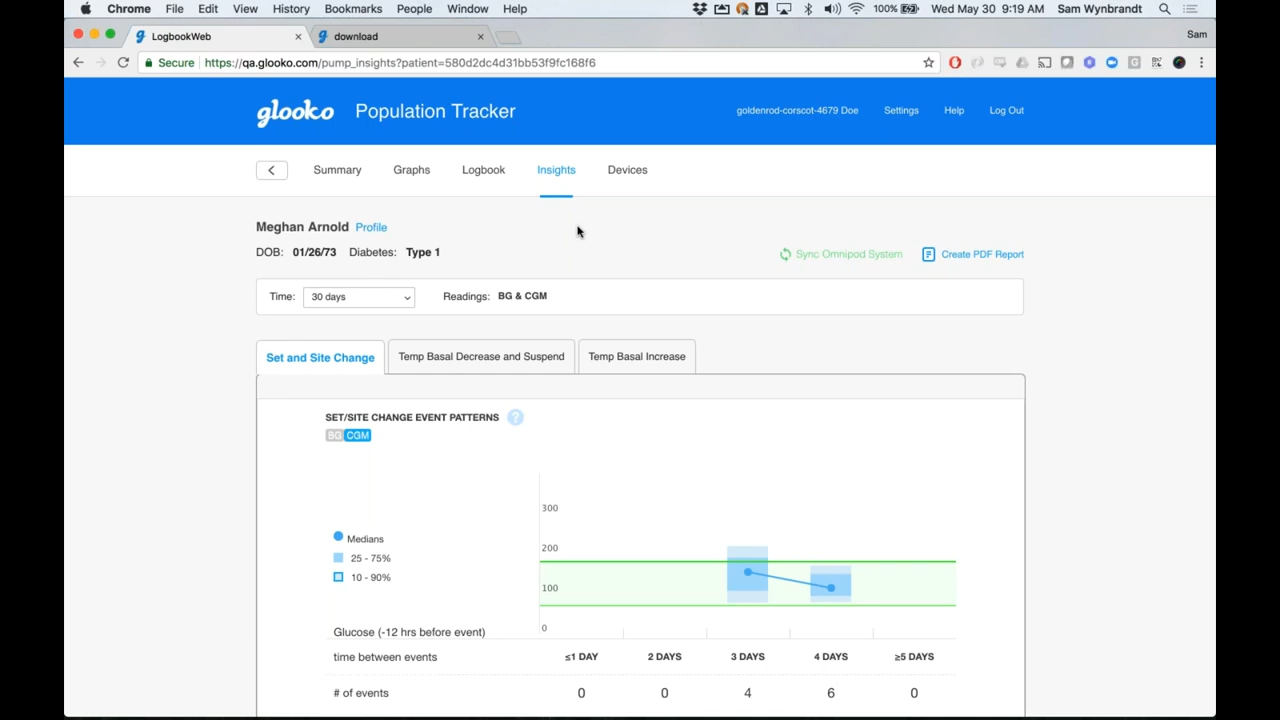 Chrome File Edit View History Bookmarks People Window Help 100% Wed May 30 9:19 AM Sam Wynbrandt
LogbookWeb × download × Sam
Secure https://qa.glooko.com/pump_insights?patient=580d2dc4d31bb53f9fc168f6
glooko Population Tracker goldenrod-corscot-4679 Doe Settings Help Log Out
Summary Graphs Logbook Insights Devices
Meghan Arnold Profile
DOB: 01/26/73 Diabetes: Type 1 Sync Omnipod System Create PDF Report
Time: 30 days Readings: BG & CGM
Set and Site Change Temp Basal Decrease and Suspend Temp Basal Increase
SET/SITE CHANGE EVENT PATTERNS ?
BG CGM
300
Medians
200
25 - 75%
10 - 90%
100
0
Glucose (-12 hrs before event)
time between events ≤1 DAY 2 DAYS 3 DAYS 4 DAYS ≥5 DAYS
# of events 0 0 4 6 0